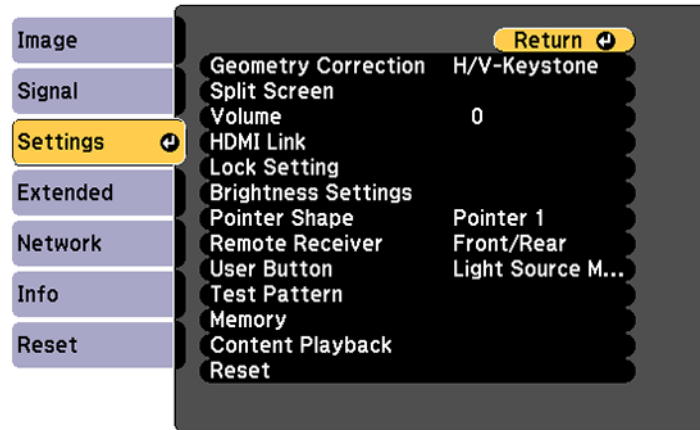 Image
Signal
Settings
Extended
Network
Info
Reset
Return
Geometry Correction H/V-Keystone
Split Screen
Volume 0
HDMI Link
Lock Setting
Brightness Settings
Pointer Shape Pointer 1
Remote Receiver Front/Rear
User Button Light Source M...
Test Pattern
Memory
Content Playback
Reset